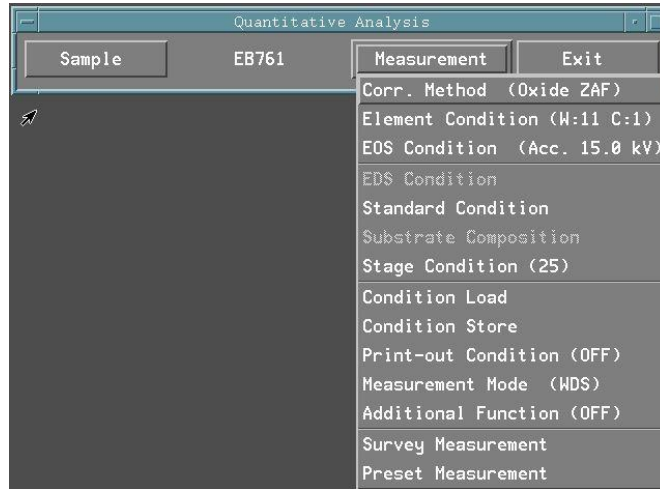 Quantitative Analysis
Sample EB761 Measurement Exit
Corr. Method (Oxide ZAF)
Element Condition (W:11 C:1)
EOS Condition (Acc. 15.0 kV)
EDS Condition
Standard Condition
Substrate Composition
Stage Condition (25)
Condition Load
Condition Store
Print-out Condition (OFF)
Measurement Mode (WDS)
Additional Function (OFF)
Survey Measurement
Preset Measurement